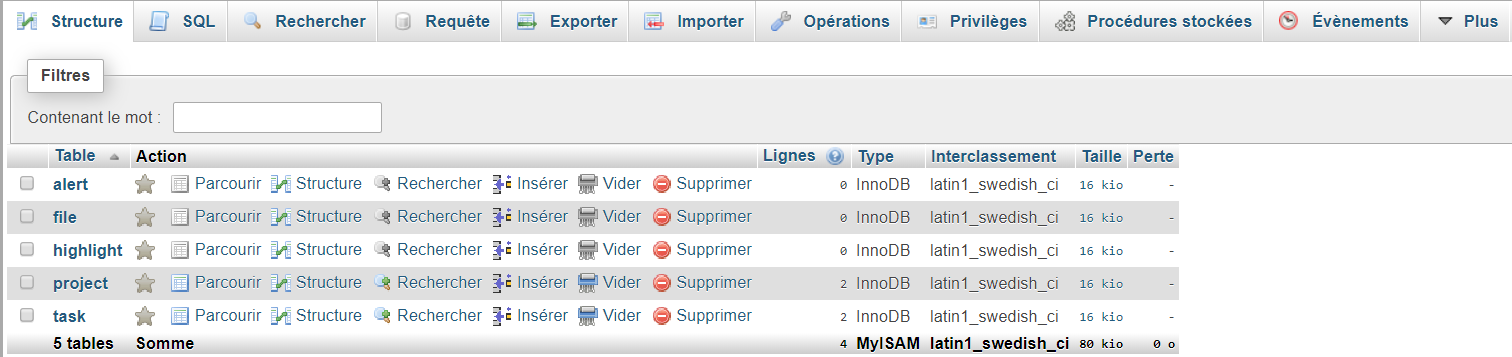 Structure SQL Rechercher Requête Exporter Importer Opérations Privilèges Procédures stockées Évènements Plus
Filtres
Contenant le mot :
Table Action Lignes Type Interclassement Taille Perte
alert Parcourir Structure Rechercher Insérer Vider Supprimer 0 InnoDB latin1_swedish_ci 16 kio -
file Parcourir Structure Rechercher Insérer Vider Supprimer 0 InnoDB latin1_swedish_ci 16 kio -
highlight Parcourir Structure Rechercher Insérer Vider Supprimer 0 InnoDB latin1_swedish_ci 16 kio -
project Parcourir Structure Rechercher Insérer Vider Supprimer 2 InnoDB latin1_swedish_ci 16 kio -
task Parcourir Structure Rechercher Insérer Vider Supprimer 2 InnoDB latin1_swedish_ci 16 kio -
5 tables Somme 4 MyISAM latin1_swedish_ci 80 kio 0 o